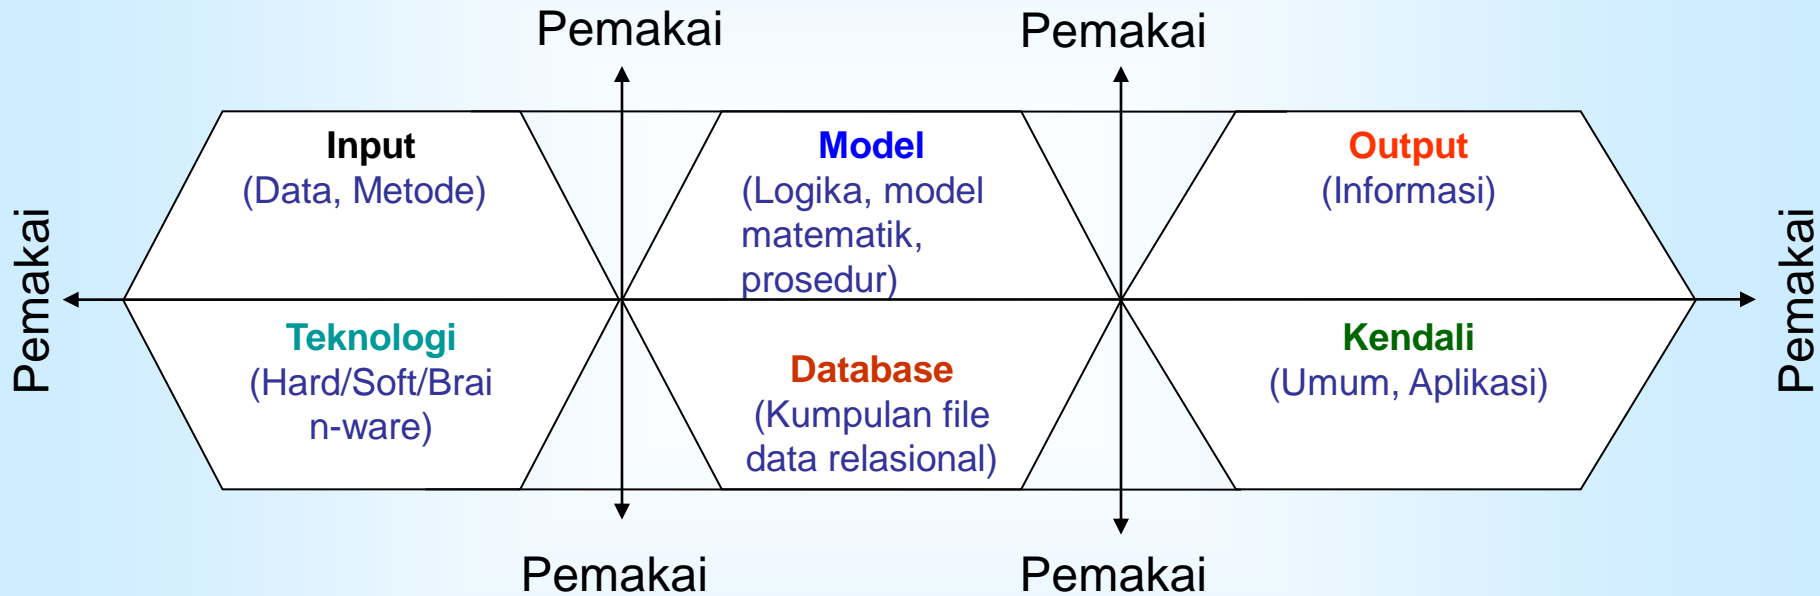 Pemakai
Pemakai
Pemakai
Input
(Data, Metode)
Model
(Logika, model
matematik,
prosedur)
Output
(Informasi)
Teknologi
(Hard/Soft/Brai
n-ware)
Database
(Kumpulan file
data relasional)
Kendali
(Umum, Aplikasi)
Pemakai
Pemakai
Pemakai